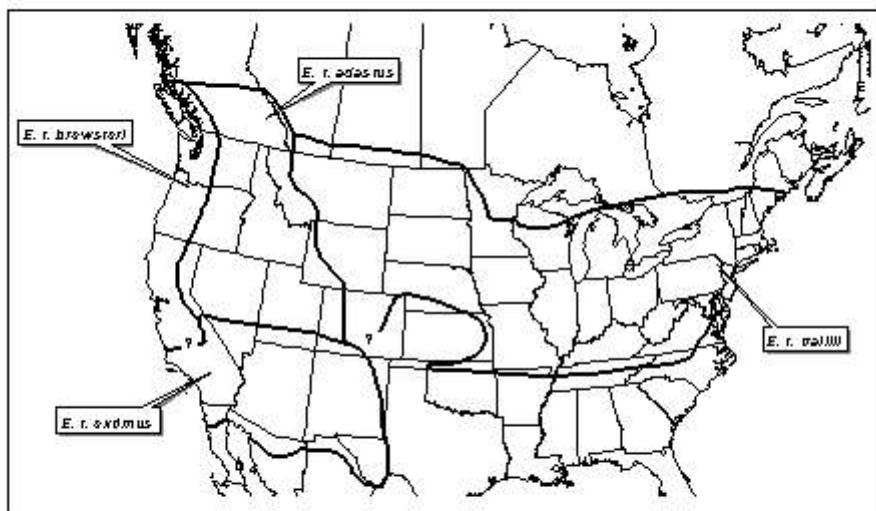 E. t. adastus
E. t. brewsteri
E. t. traillii
E. t. extimus
?
?